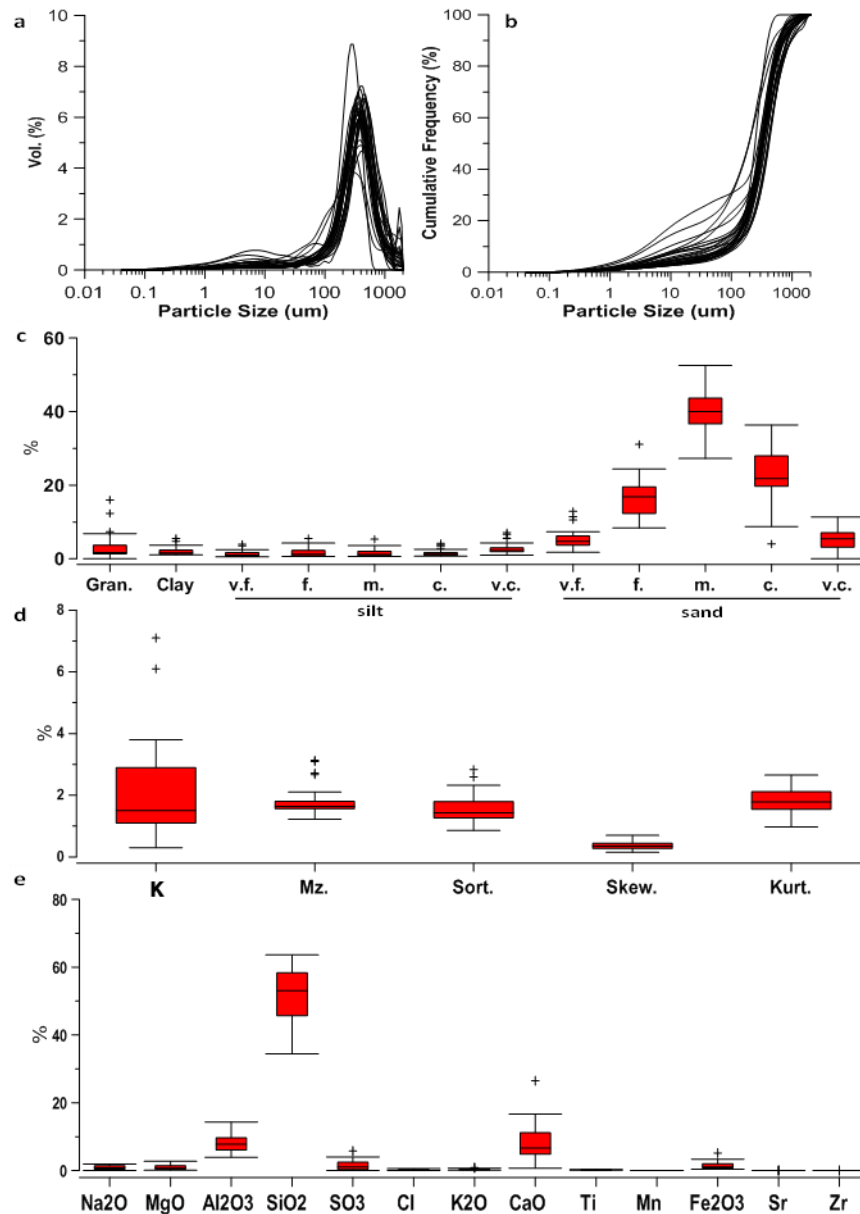 a
b
10
8
6
4
2
0
Vol. (%)
0.01 0.1 1 10 100 1000
Particle Size (um)
100
80
60
40
20
0
Cumulative Frequency (%)
0.01 0.1 1 10 100 1000
Particle Size (um)
c
60
40
20
0
%
Gran. Clay v.f. f. m. c. v.c. v.f. f. m. c. v.c.
silt sand
d
8
6
4
2
0
%
K Mz. Sort. Skew. Kurt.
e
80
60
40
20
0
%
Na2O MgO Al2O3 SiO2 SO3 Cl K2O CaO Ti Mn Fe2O3 Sr Zr